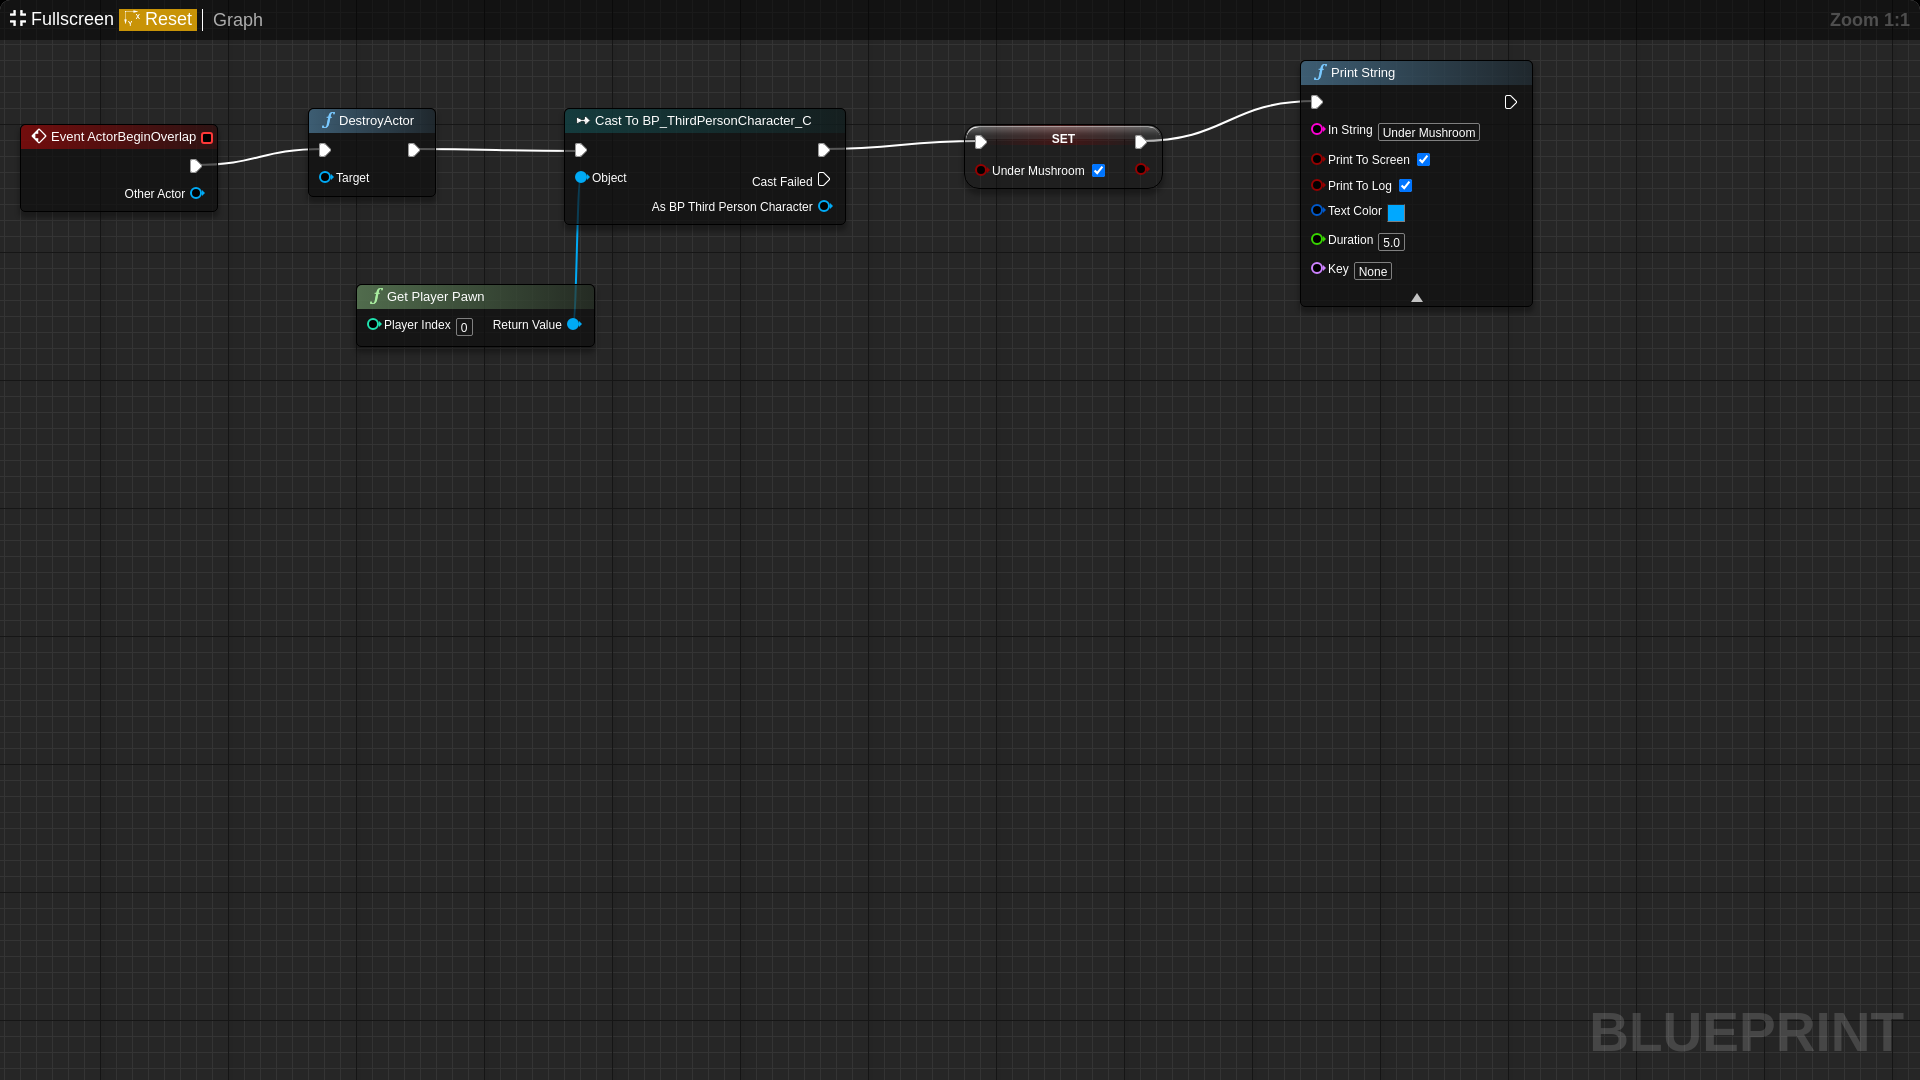 Fullscreen Reset Graph Zoom 1:1
Event ActorBeginOverlap
Other Actor
DestroyActor
Target
Cast To BP_ThirdPersonCharacter_C
Object
Cast Failed
As BP Third Person Character
Get Player Pawn
Player Index 0 Return Value
SET
Under Mushroom
Print String
In String Under Mushroom
Print To Screen
Print To Log
Text Color
Duration 5.0
Key None
BLUEPRINT